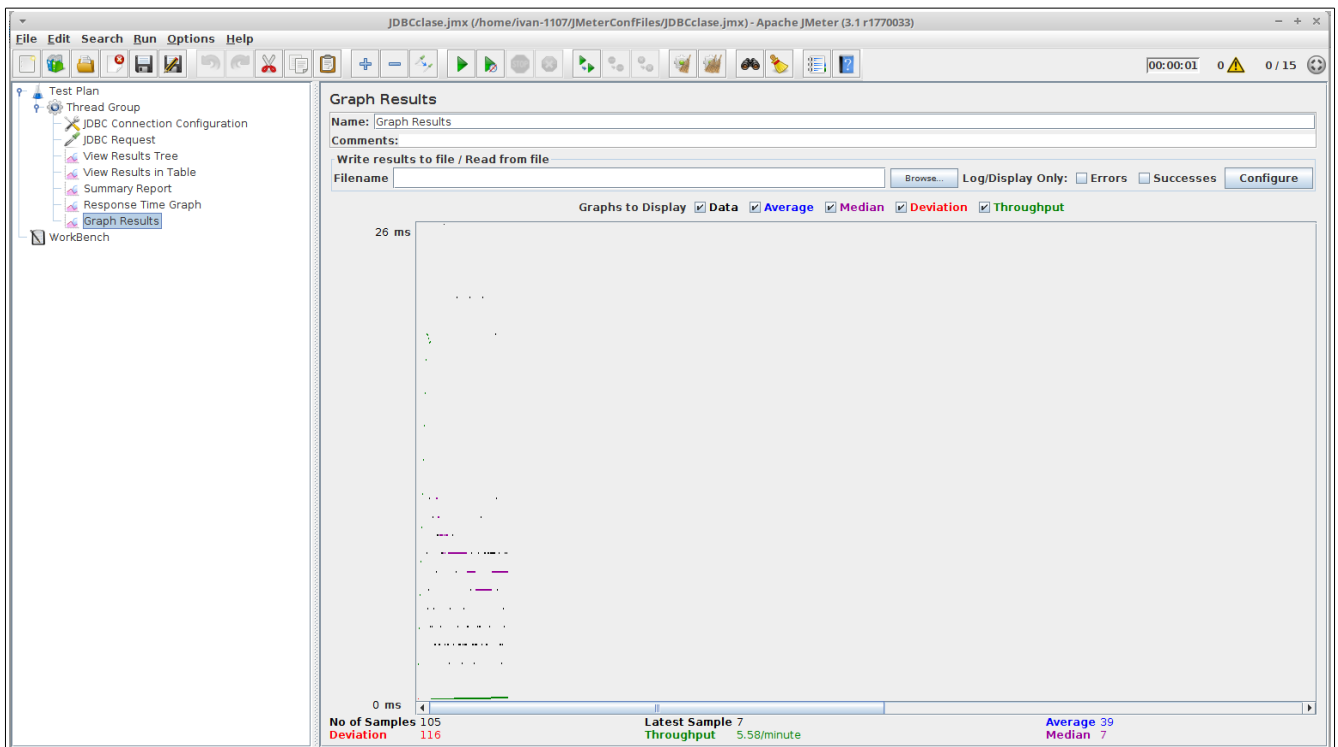 JDBCclase.jmx (/home/ivan-1107/JMeterConfFiles/JDBCclase.jmx) - Apache JMeter (3.1 r1770033)
File Edit Search Run Options Help
00:00:01 0 0 / 15
Test Plan
Thread Group
JDBC Connection Configuration
JDBC Request
View Results Tree
View Results in Table
Summary Report
Response Time Graph
Graph Results
WorkBench
Graph Results
Name: Graph Results
Comments:
Write results to file / Read from file
Filename Browse... Log/Display Only: Errors Successes Configure
Graphs to Display Data Average Median Deviation Throughput
26 ms
0 ms
No of Samples 105 Latest Sample 7 Average 39
Deviation 116 Throughput 5.58/minute Median 7